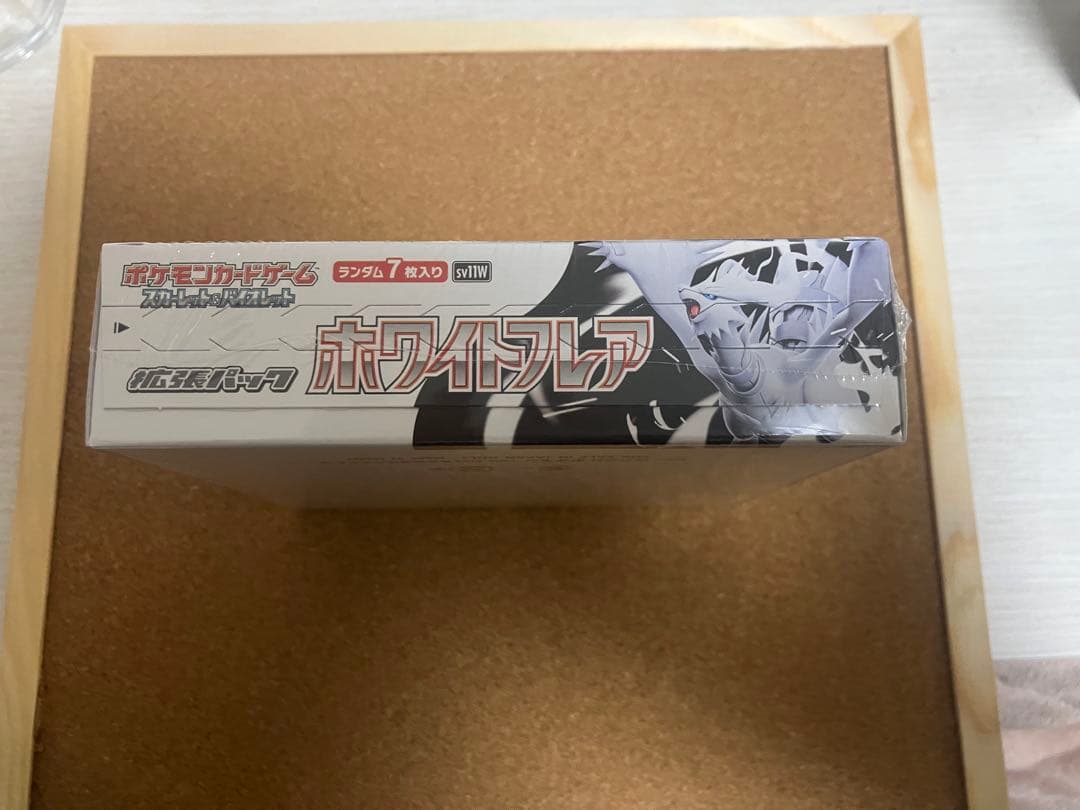 ポケモンカードゲーム ランダム7枚入り sv11W
スカーレット&バイオレット
拡張パック ホワイトフレア